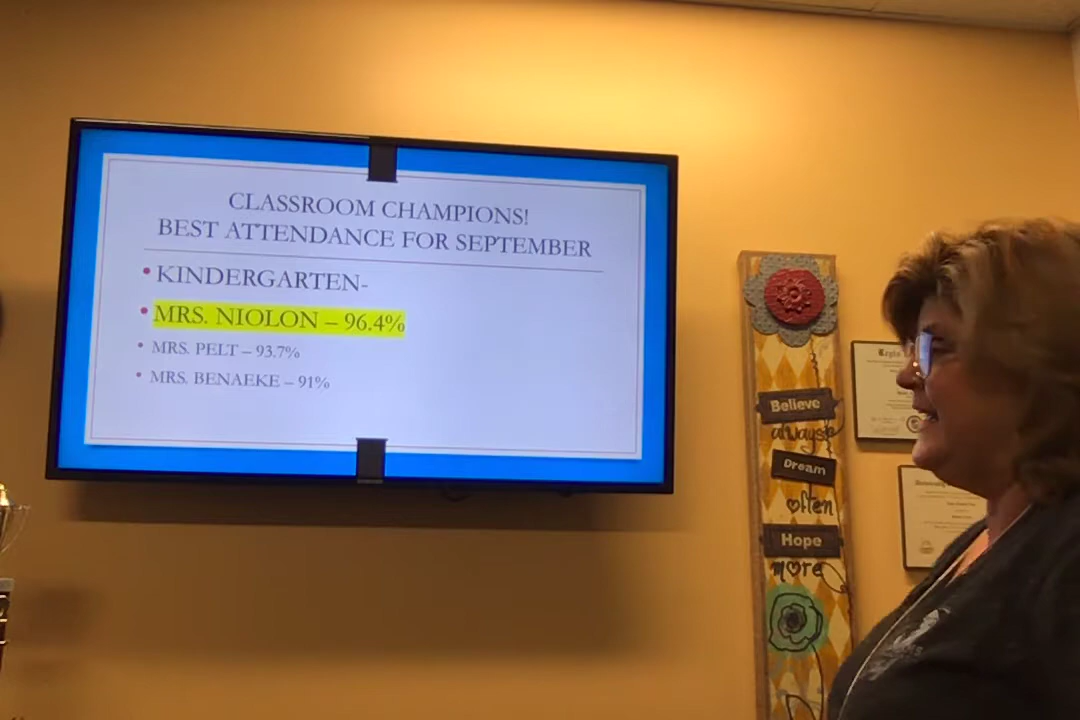 CLASSROOM CHAMPIONS!
BEST ATTENDANCE FOR SEPTEMBER
• KINDERGARTEN-
• MRS. NIOLON – 96.4%
• MRS. PELT – 93.7%
• MRS. BENAEKE – 91%
Believe
always
Dream
often
Hope
more